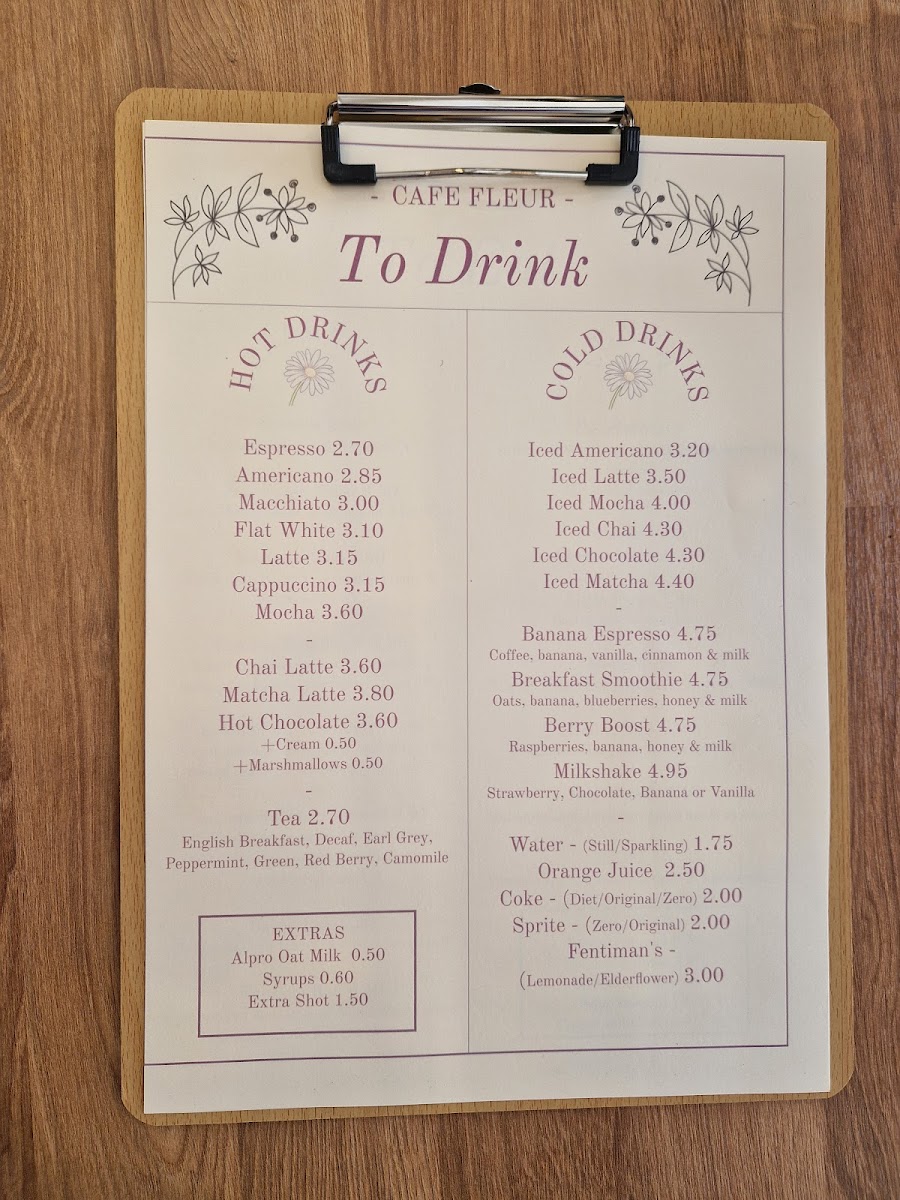 - CAFE FLEUR -
To Drink
HOT DRINKS
Espresso 2.70
Americano 2.85
Macchiato 3.00
Flat White 3.10
Latte 3.15
Cappuccino 3.15
Mocha 3.60
-
Chai Latte 3.60
Matcha Latte 3.80
Hot Chocolate 3.60
+Cream 0.50
+Marshmallows 0.50
-
Tea 2.70
English Breakfast, Decaf, Earl Grey,
Peppermint, Green, Red Berry, Camomile
EXTRAS
Alpro Oat Milk 0.50
Syrups 0.60
Extra Shot 1.50
COLD DRINKS
Iced Americano 3.20
Iced Latte 3.50
Iced Mocha 4.00
Iced Chai 4.30
Iced Chocolate 4.30
Iced Matcha 4.40
-
Banana Espresso 4.75
Coffee, banana, vanilla, cinnamon & milk
Breakfast Smoothie 4.75
Oats, banana, blueberries, honey & milk
Berry Boost 4.75
Raspberries, banana, honey & milk
Milkshake 4.95
Strawberry, Chocolate, Banana or Vanilla
-
Water - (Still/Sparkling) 1.75
Orange Juice 2.50
Coke - (Diet/Original/Zero) 2.00
Sprite - (Zero/Original) 2.00
Fentiman's -
(Lemonade/Elderflower) 3.00